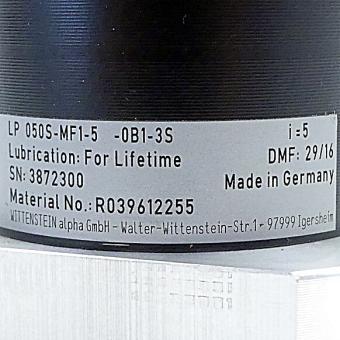 LP 050S-MF1-5 -0B1-3S i=5
Lubrication: For Lifetime DMF: 29/16
SN: 3872300 Made in Germany
Material No.: R039612255
WITTENSTEIN alpha GmbH - Walter-Wittenstein-Str.1 - 97999 Igersheim